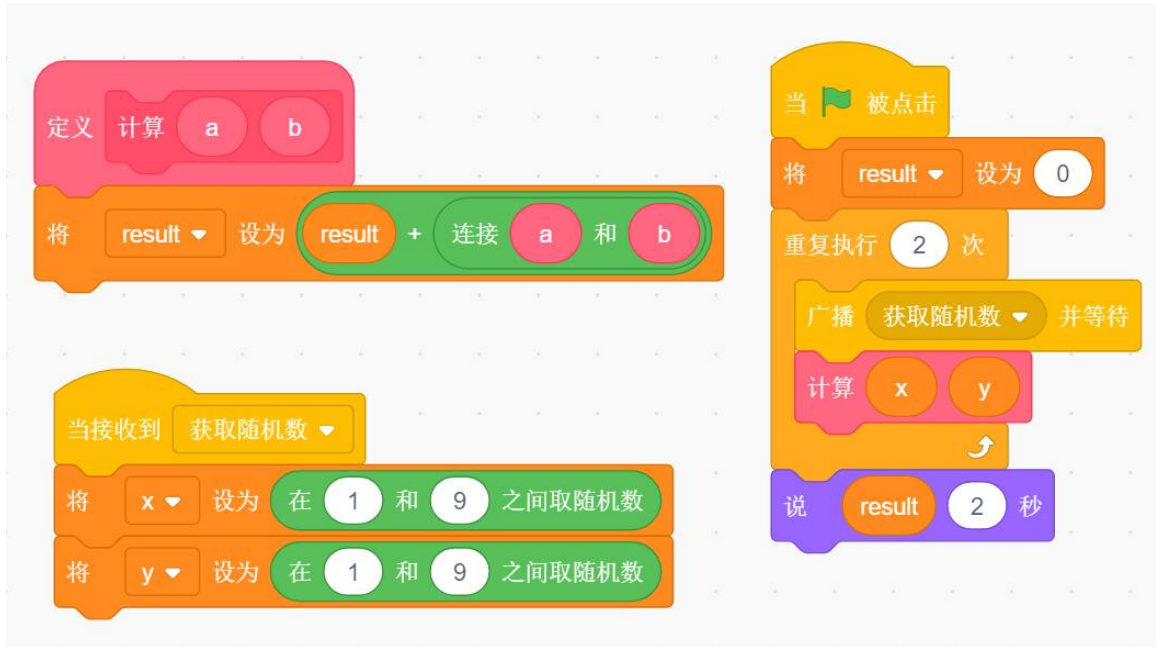 定义 计算 a b
将 result 设为 result + 连接 a 和 b
当接收到 获取随机数
将 x 设为 在 1 和 9 之间取随机数
将 y 设为 在 1 和 9 之间取随机数
当 被点击
将 result 设为 0
重复执行 2 次
广播 获取随机数 并等待
计算 x y
说 result 2 秒